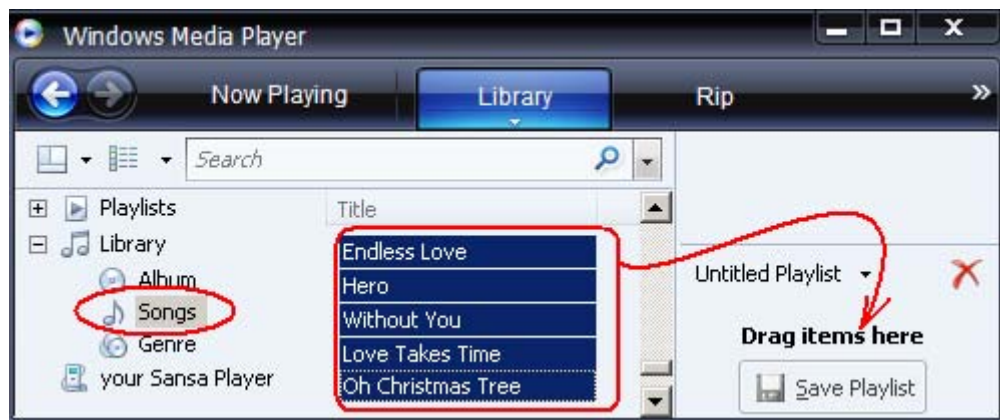 Windows Media Player
Now Playing
Library
Rip
»
Search
Playlists
Library
Album
Songs
Genre
your Sansa Player
Title
Endless Love
Hero
Without You
Love Takes Time
Oh Christmas Tree
Untitled Playlist
Drag items here
Save Playlist